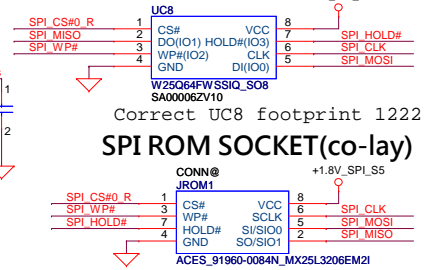 UC8
SPI_CS#0_R 1 CS# VCC 8
SPI_MISO 2 DO(IO1) HOLD#(IO3) 7 SPI_HOLD#
SPI_WP# 3 WP#(IO2) CLK 6 SPI_CLK
4 GND DI(IO0) 5 SPI_MOSI
W25Q64FWSSIQ_SO8
SA00006ZV10
1
Correct UC8 footprint 1222
2
SPI ROM SOCKET(co-lay)
CONN@ +1.8V_SPI_S5
JROM1
SPI_CS#0_R 1 CS# VCC 8
SPI_WP# 3 WP# SCLK 6 SPI_CLK
SPI_HOLD# 7 HOLD# SI/SIO0 5 SPI_MOSI
4 GND SO/SIO1 2 SPI_MISO
ACES_91960-0084N_MX25L3206EM2I